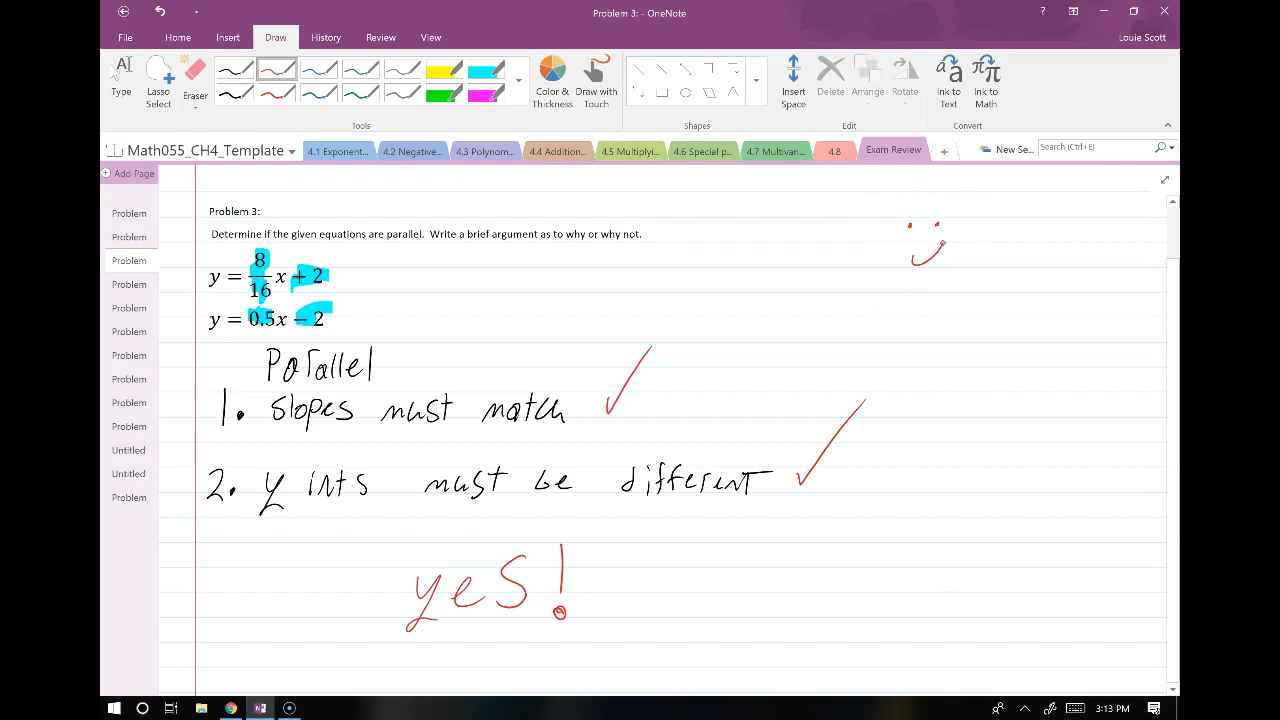 Problem 3: - OneNote
?
File Home Insert Draw History Review View
Louie Scott
Type
Lasso Select
Eraser
Color & Thickness
Draw with Touch
Insert Space
Delete
Arrange
Rotate
Ink to Text
Ink to Math
Tools
Shapes
Edit
Convert
Math055_CH4_Template
4.1 Exponent...
4.2 Negative...
4.3 Polynom...
4.4 Addition...
4.5 Multiplyi...
4.6 Special p...
4.7 Multivan...
4.8
Exam Review
+
New Se...
Search (Ctrl+E)
Add Page
Problem
Problem
Problem
Problem
Problem
Problem
Problem
Problem
Problem
Problem
Untitled
Untitled
Problem
Problem 3:
Determine if the given equations are parallel. Write a brief argument as to why or why not.
y = 8/16 x + 2
y = 0.5x − 2
Parallel
1. slopes must match
2. y ints must be different
yes!
3:13 PM